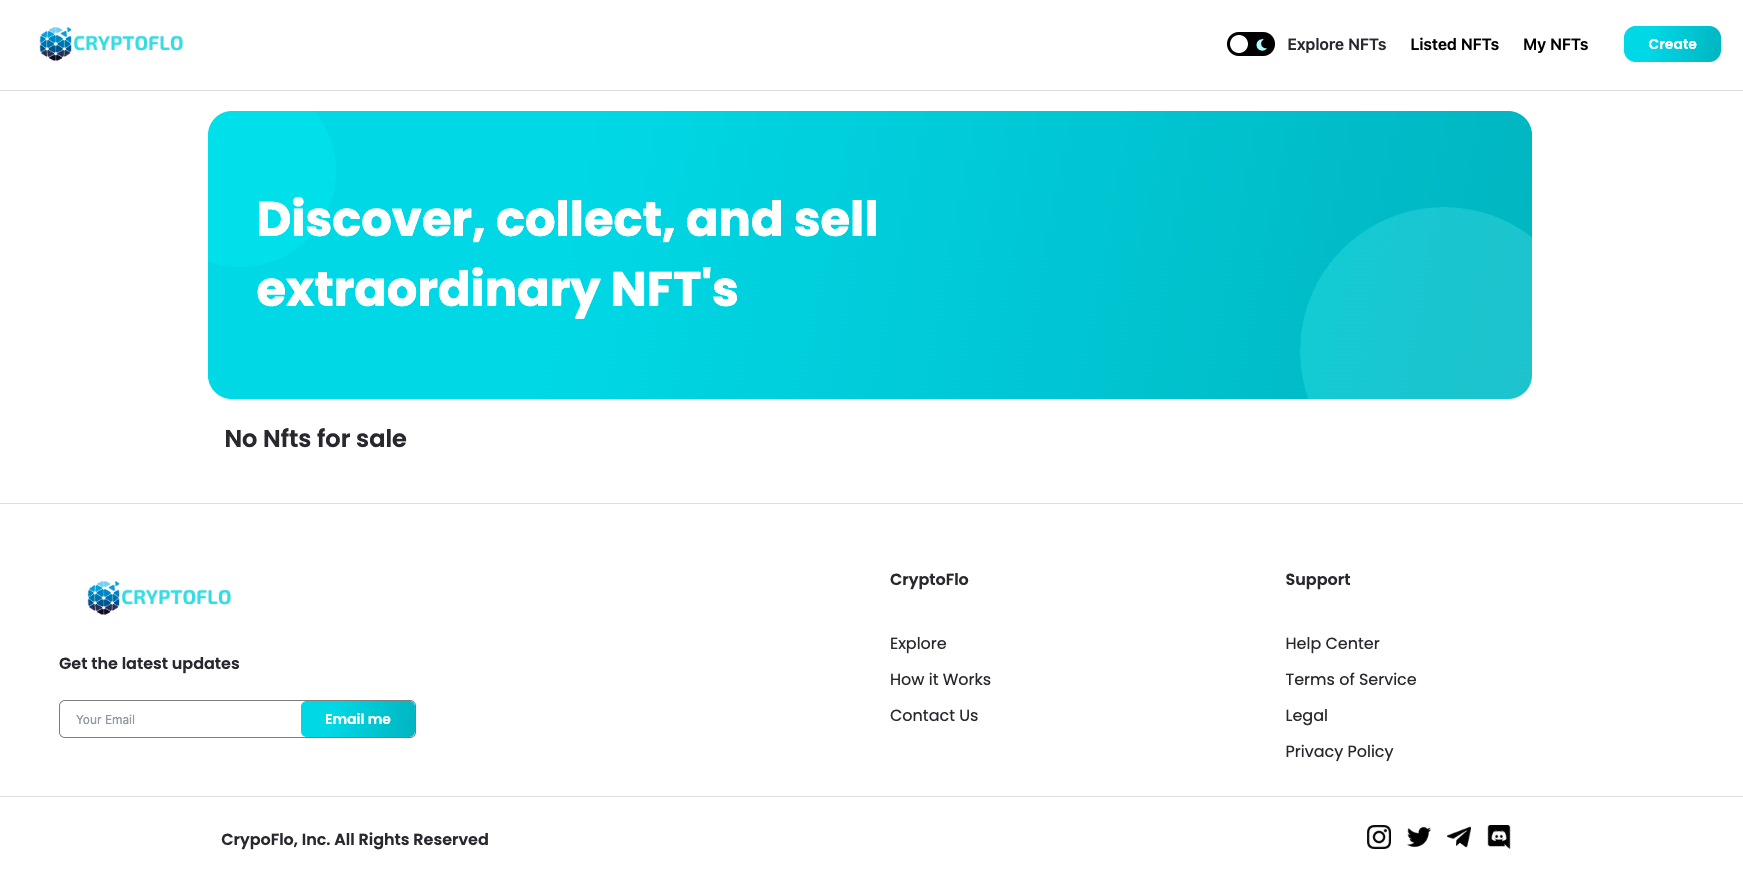 CRYPTOFLO
Explore NFTs
Listed NFTs
My NFTs
Create
Discover, collect, and sell
extraordinary NFT's
No Nfts for sale
CRYPTOFLO
Get the latest updates
Your Email
Email me
CryptoFlo
Explore
How it Works
Contact Us
Support
Help Center
Terms of Service
Legal
Privacy Policy
CrypoFlo, Inc. All Rights Reserved